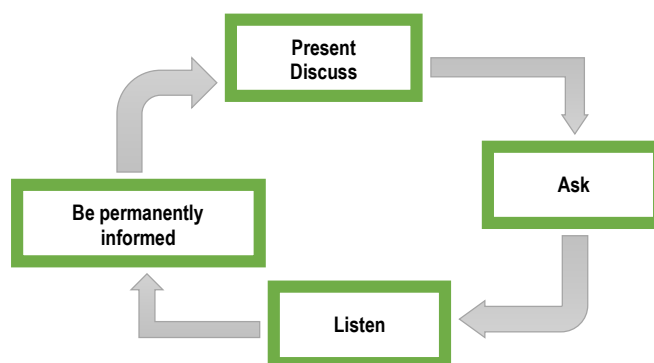 Present
Discuss
Ask
Listen
Be permanently
informed